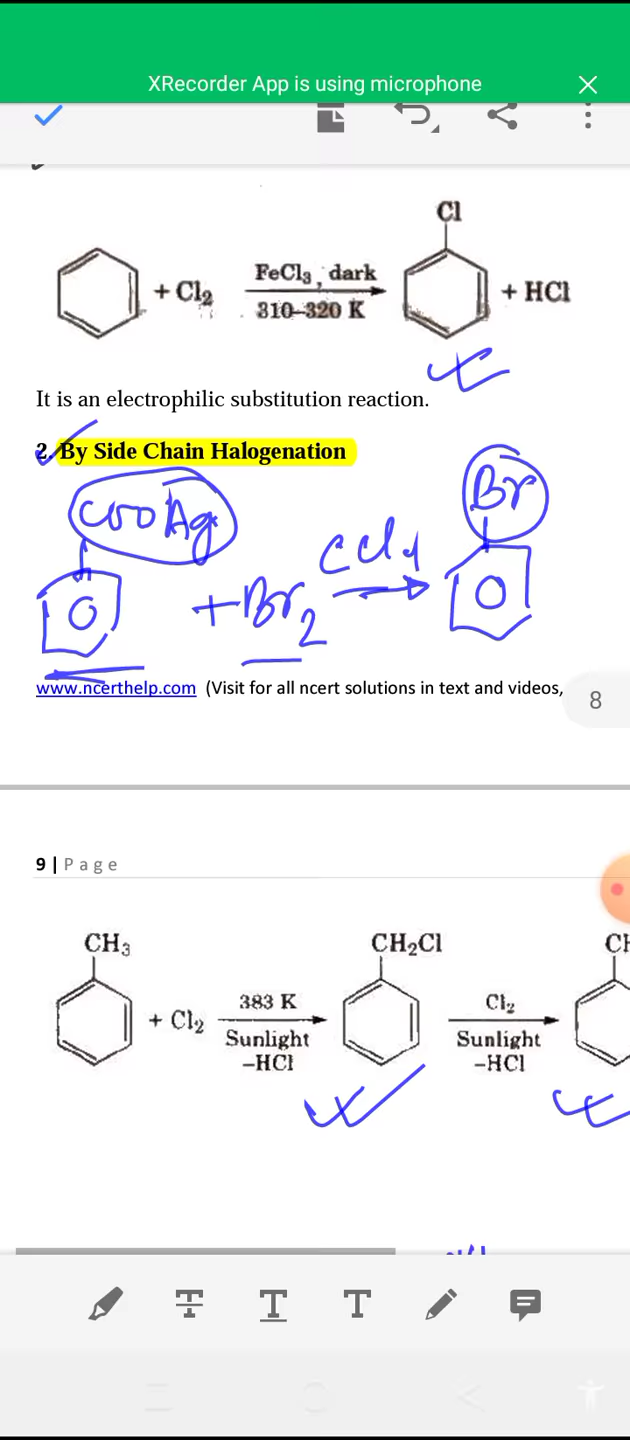 XRecorder App is using microphone
Cl
+ Cl₂ FeCl₃, dark + HCl
310–320 K
It is an electrophilic substitution reaction.
2. By Side Chain Halogenation
COOAg Br
+ Br₂ CCl₄
www.ncerthelp.com (Visit for all ncert solutions in text and videos,
8
9 | Page
CH₃ CH₂Cl
+ Cl₂ 383 K Cl₂
Sunlight Sunlight
-HCl -HCl
T T T